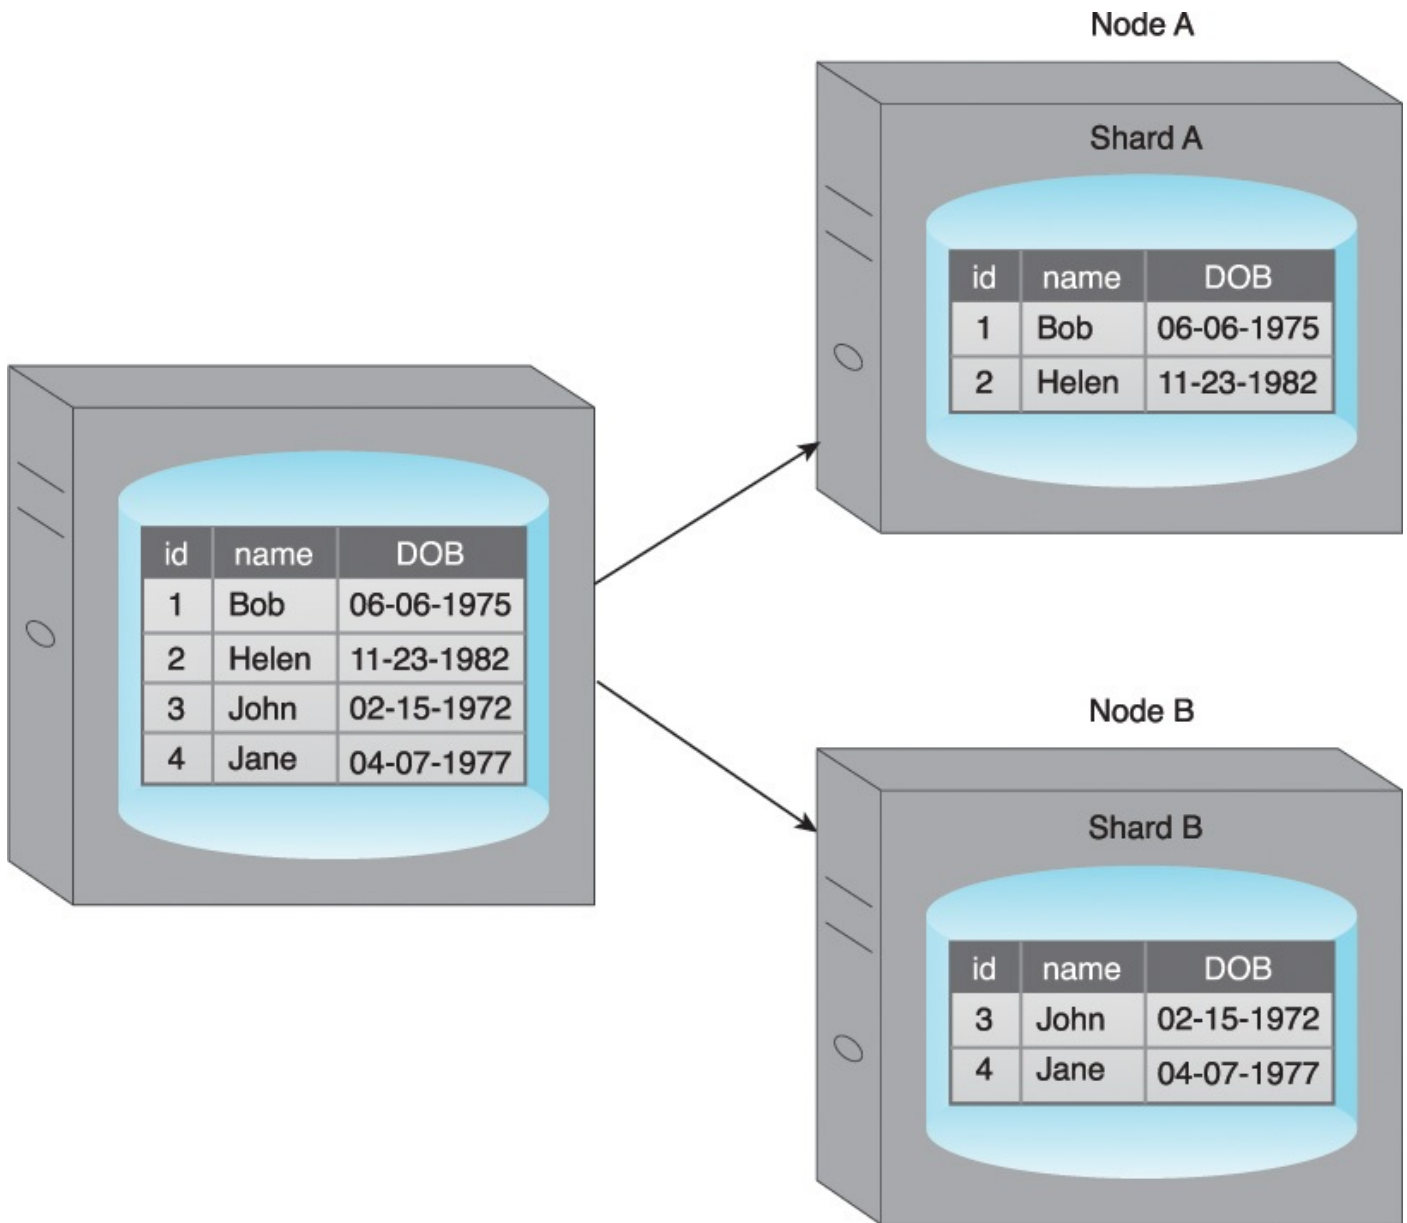 Node A
Shard A
id name DOB
1 Bob 06-06-1975
2 Helen 11-23-1982
id name DOB
1 Bob 06-06-1975
2 Helen 11-23-1982
3 John 02-15-1972
4 Jane 04-07-1977
Node B
Shard B
id name DOB
3 John 02-15-1972
4 Jane 04-07-1977